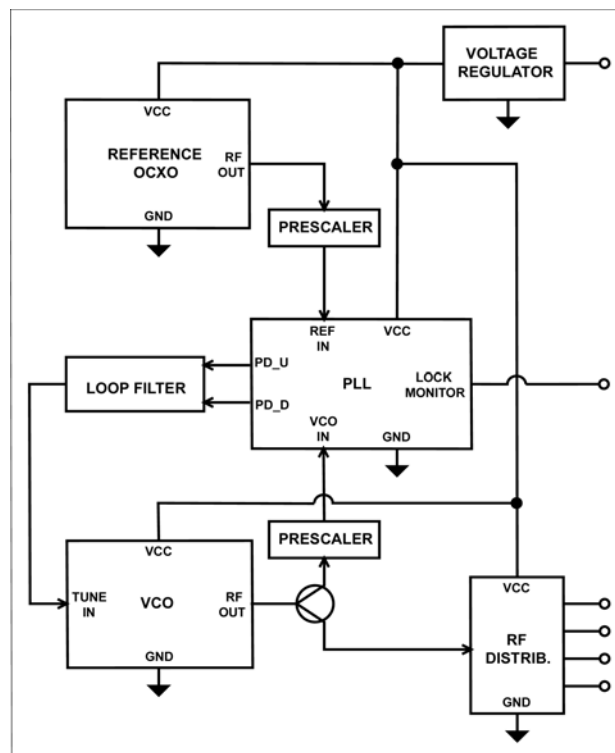 VOLTAGE
REGULATOR
VCC
REFERENCE
OCXO
RF
OUT
GND
PRESCALER
REF
IN
VCC
PD_U
PD_D
PLL
LOCK
MONITOR
VCO
IN
GND
LOOP FILTER
PRESCALER
VCC
TUNE
IN
VCO
RF
OUT
GND
VCC
RF
DISTRIB.
GND